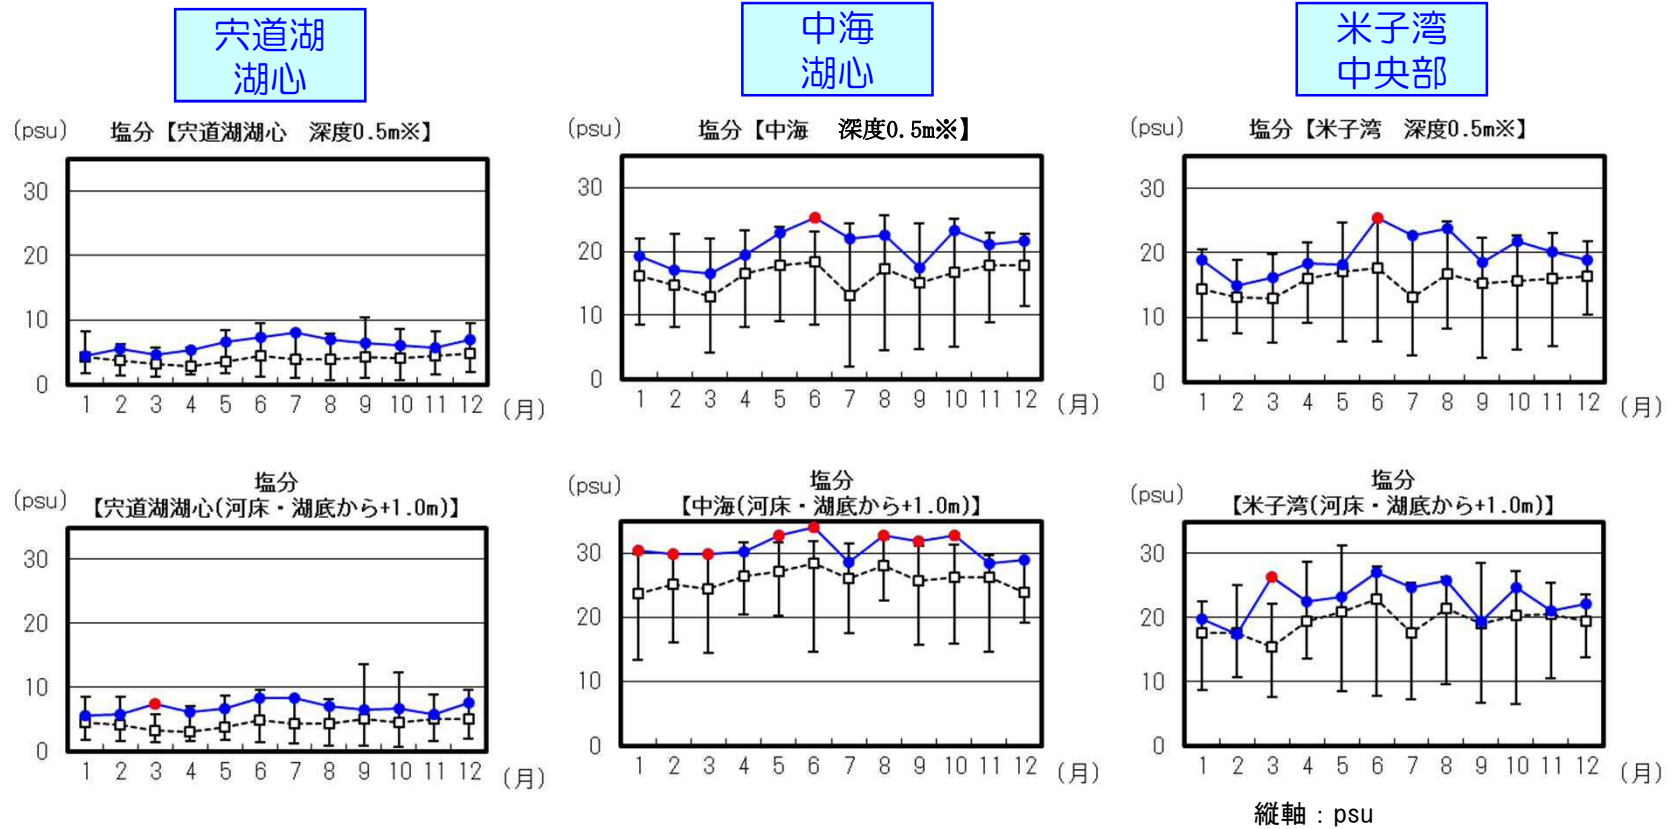 宍道湖
湖心
中海
湖心
米子湾
中央部
(psu)
塩分【宍道湖湖心　深度0.5m※】
30
20
10
0
1 2 3 4 5 6 7 8 9 10 11 12 (月)
(psu)
塩分【中海　深度0.5m※】
30
20
10
0
1 2 3 4 5 6 7 8 9 10 11 12 (月)
(psu)
塩分【米子湾　深度0.5m※】
30
20
10
0
1 2 3 4 5 6 7 8 9 10 11 12 (月)
(psu)
塩分
【宍道湖湖心(河床・湖底から+1.0m)】
30
20
10
0
1 2 3 4 5 6 7 8 9 10 11 12 (月)
(psu)
塩分
【中海(河床・湖底から+1.0m)】
30
20
10
0
1 2 3 4 5 6 7 8 9 10 11 12 (月)
(psu)
塩分
【米子湾(河床・湖底から+1.0m)】
30
20
10
0
1 2 3 4 5 6 7 8 9 10 11 12 (月)
縦軸：psu